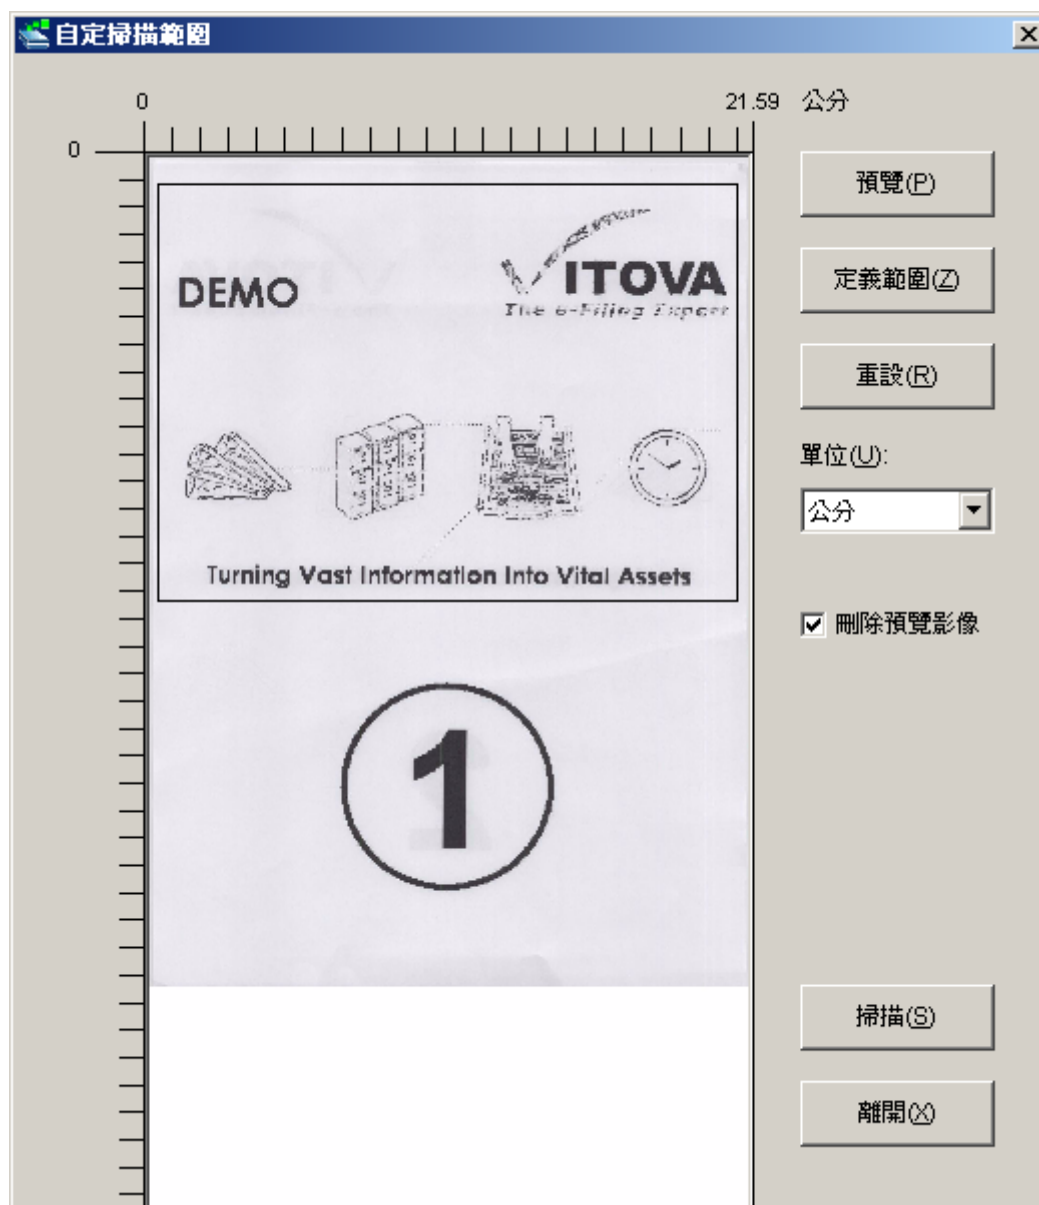 自定掃描範圍
0
21.59 公分
0
預覽(P)
DEMO
VITOVA
The e-Filing Expert
定義範圍(Z)
重設(R)
單位(U):
公分
Turning Vast Information Into Vital Assets
刪除預覽影像
1
掃描(S)
離開(X)